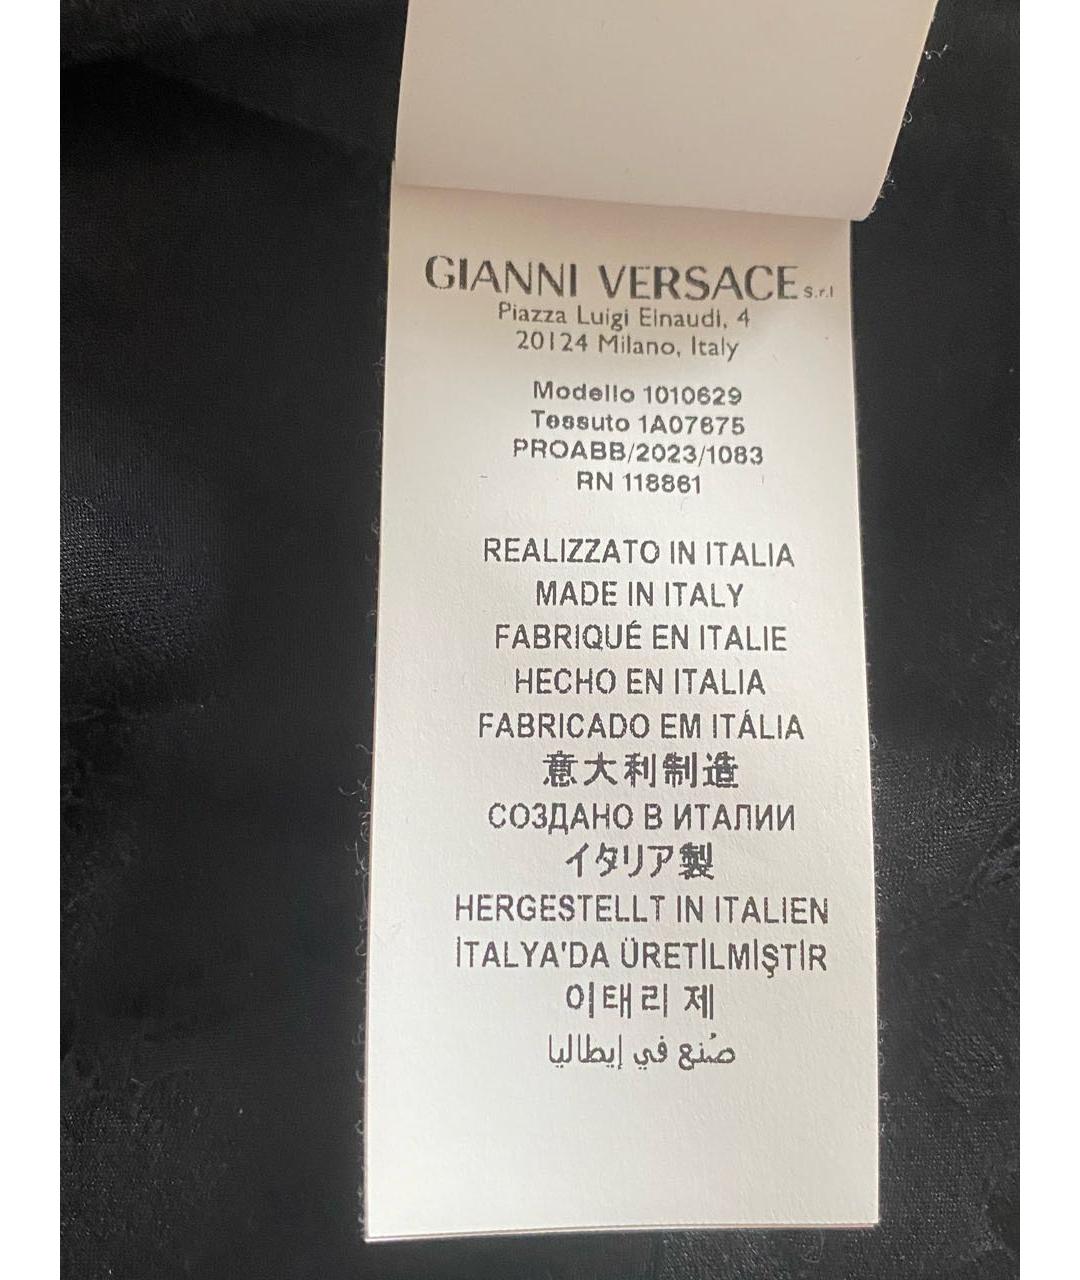 GIANNI VERSACE s.r.l
Piazza Luigi Einaudi, 4
20124 Milano, Italy
Modello 1010629
Tessuto 1A07675
PROABB/2023/1083
RN 118861
REALIZZATO IN ITALIA
MADE IN ITALY
FABRIQUÉ EN ITALIE
HECHO EN ITALIA
FABRICADO EM ITÁLIA
意大利制造
СОЗДАНО В ИТАЛИИ
イタリア製
HERGESTELLT IN ITALIEN
İTALYA'DA ÜRETİLMİŞTİR
이태리 제
صُنع في إيطاليا